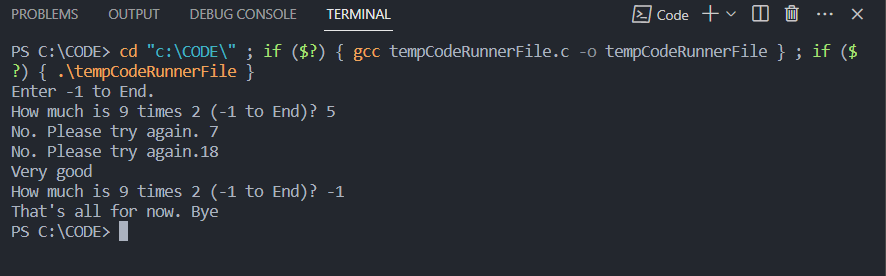 PROBLEMS OUTPUT DEBUG CONSOLE TERMINAL Code
PS C:\CODE> cd "c:\CODE\" ; if ($?) { gcc tempCodeRunnerFile.c -o tempCodeRunnerFile } ; if ($
?) { .\tempCodeRunnerFile }
Enter -1 to End.
How much is 9 times 2 (-1 to End)? 5
No. Please try again. 7
No. Please try again.18
Very good
How much is 9 times 2 (-1 to End)? -1
That's all for now. Bye
PS C:\CODE>